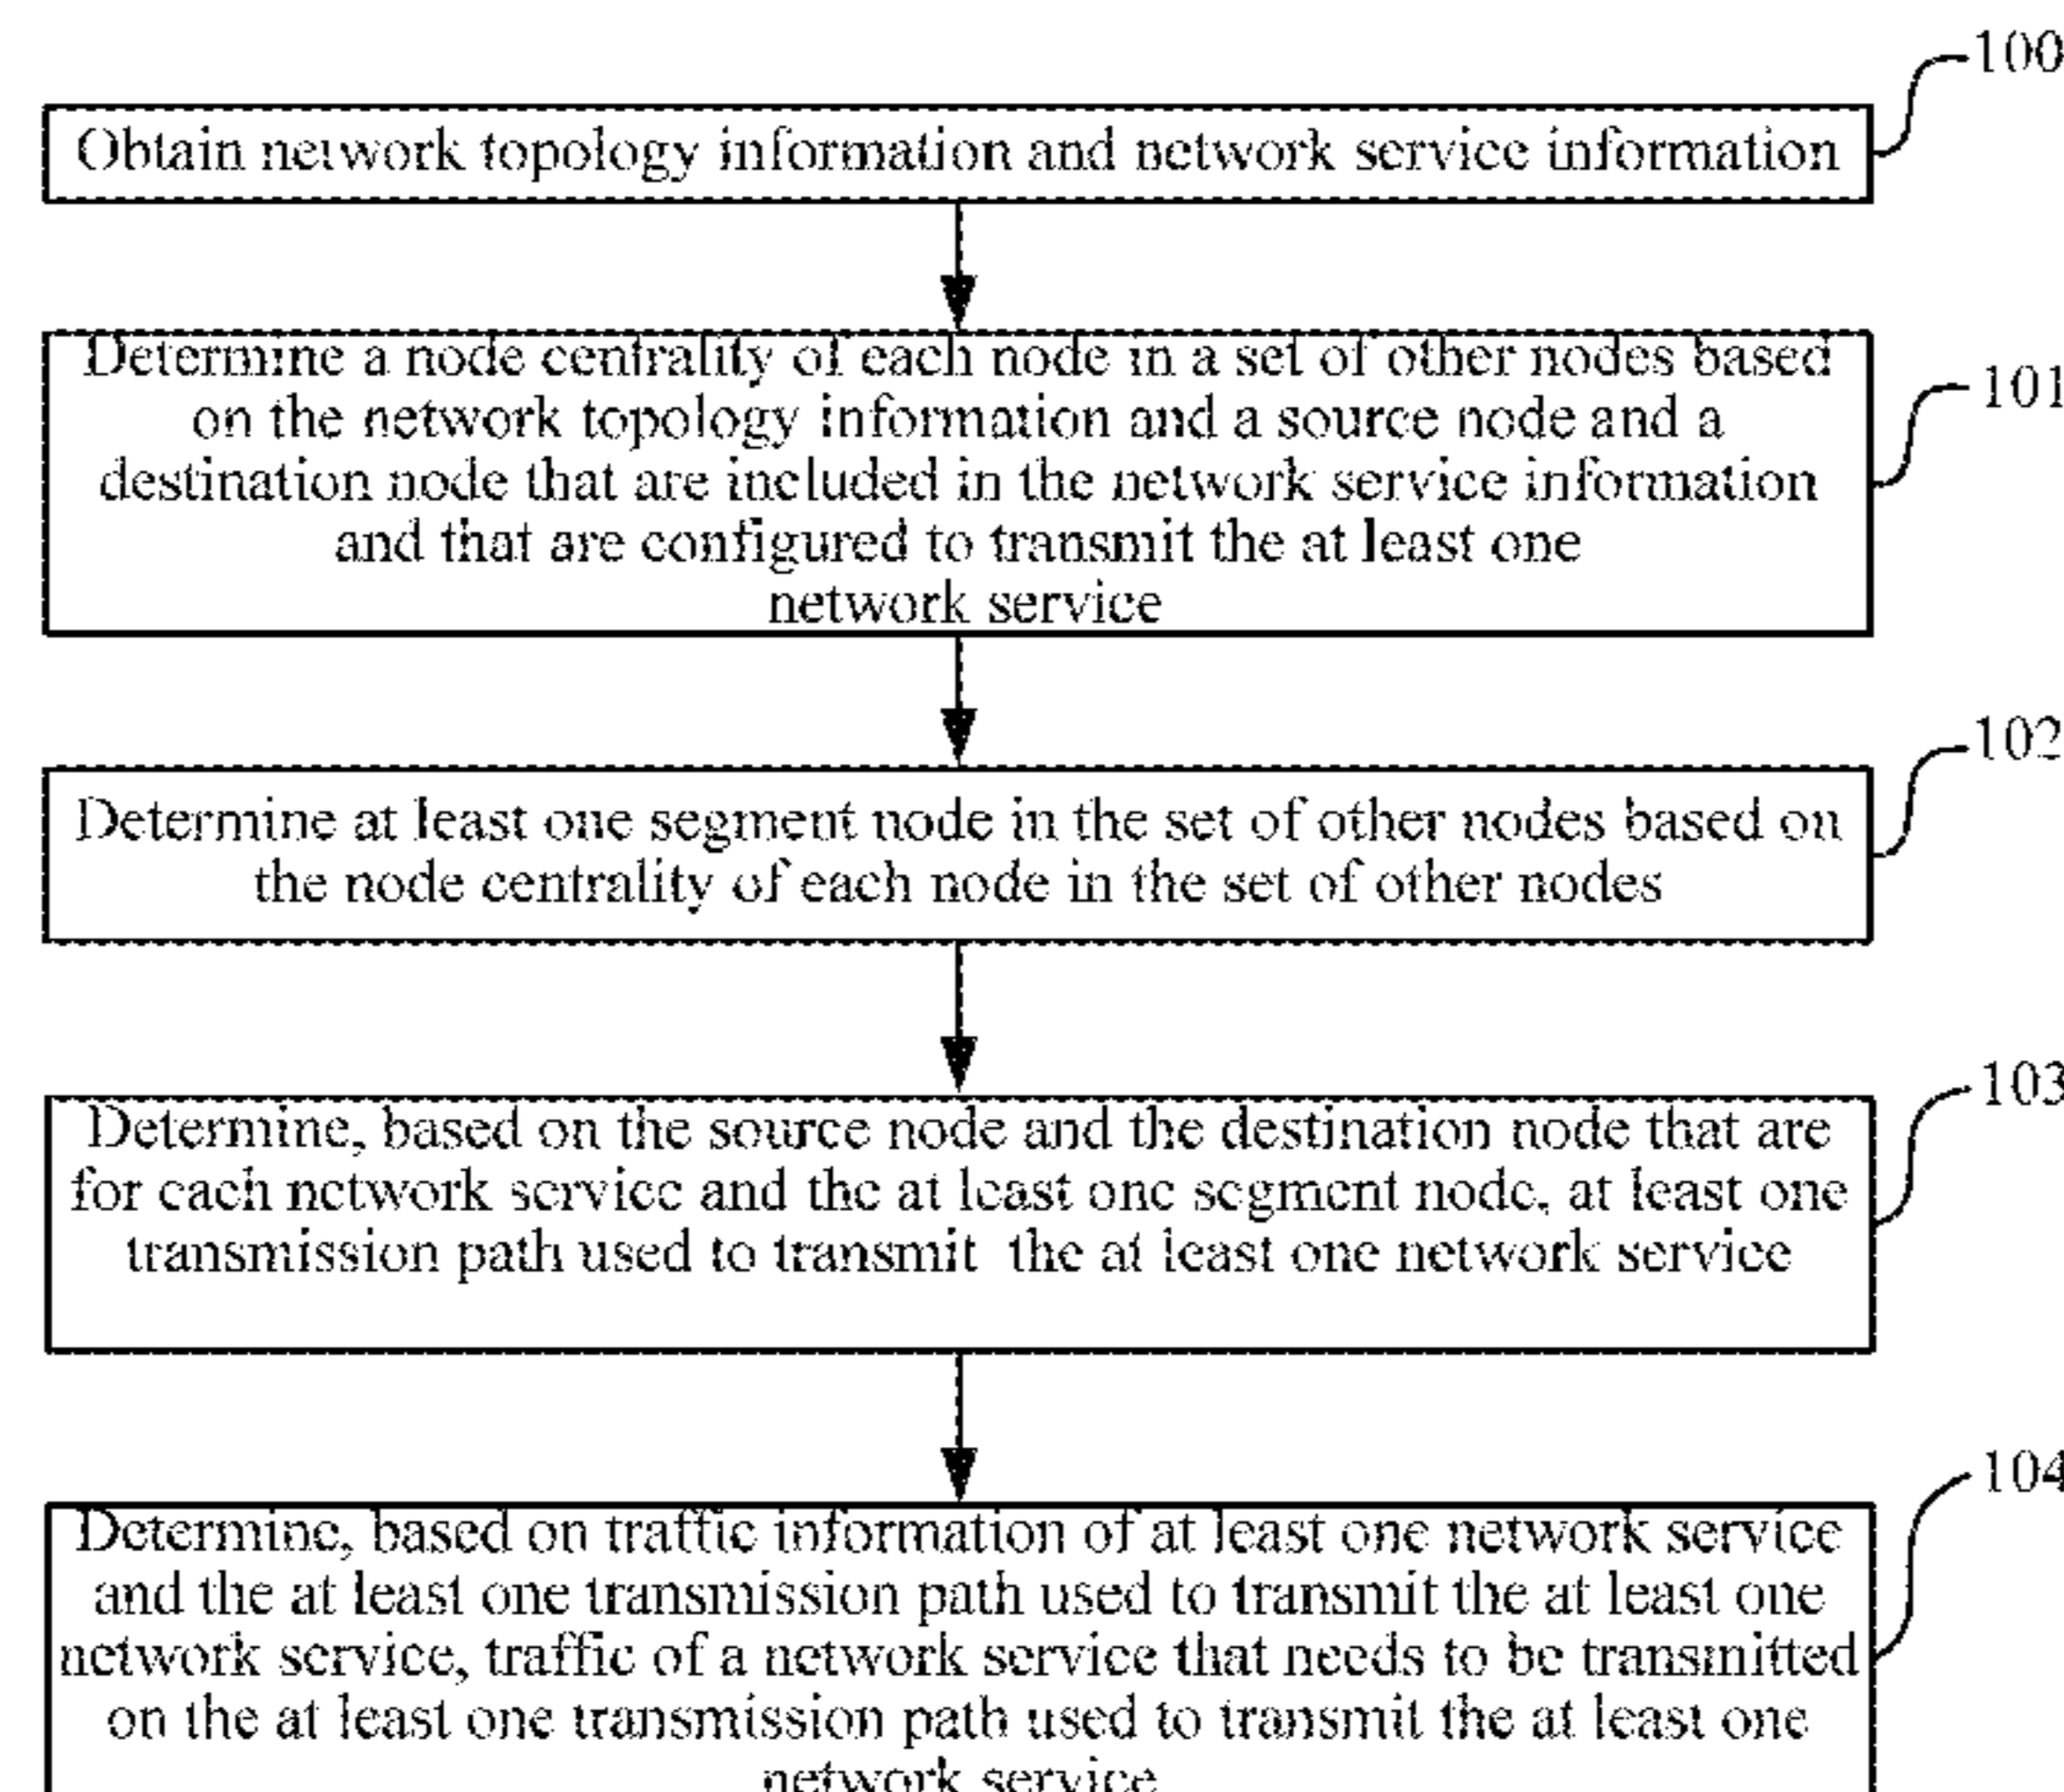 100
Obtain network topology information and network service information
Determine a node centrality of each node in a set of other nodes based
on the network topology information and a source node and a
101
destination node that are included in the network service information
and that are configured to transmit the at least one
network service
102
Determine at least one segment node in the set of other nodes based on
the node centrality of each node in the set of other nodes
103
Determine, based on the source node and the destination node that are
for each network service and the at least one segment node, at least one
transmission path used to transmit the at least one network service
104
Determine, based on traffic information of at least one network service
and the at least one transmission path used to transmit the at least one
network service, traffic of a network service that needs to be transmitted
on the at least one transmission path used to transmit the at least one
network service